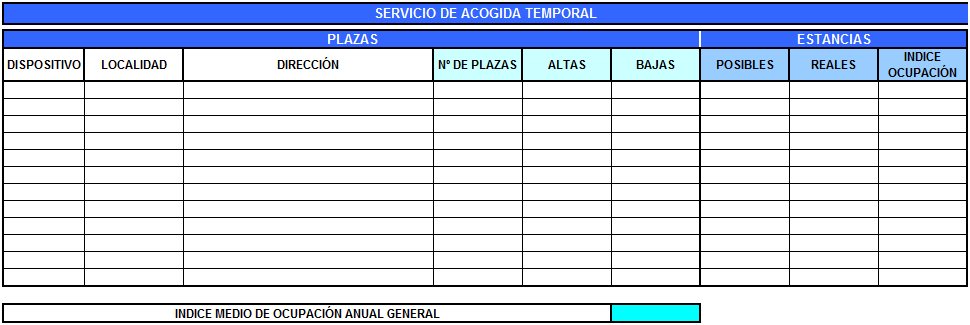 SERVICIO DE ACOGIDA TEMPORAL
PLAZAS ESTANCIAS
DISPOSITIVO LOCALIDAD DIRECCIÓN Nº DE PLAZAS ALTAS BAJAS POSIBLES REALES INDICE OCUPACIÓN
INDICE MEDIO DE OCUPACIÓN ANUAL GENERAL